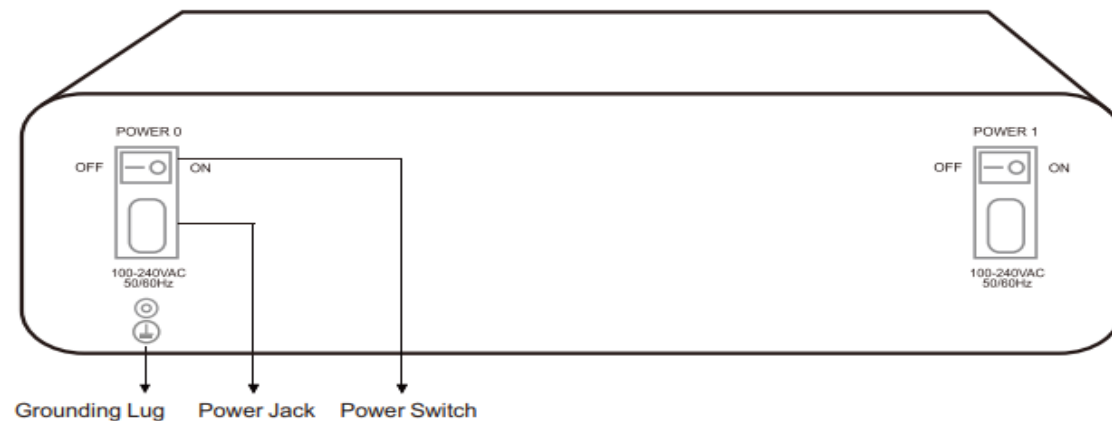 POWER 0
POWER 1
OFF
ON
OFF
ON
100-240VAC
50/60Hz
100-240VAC
50/60Hz
Grounding Lug
Power Jack
Power Switch